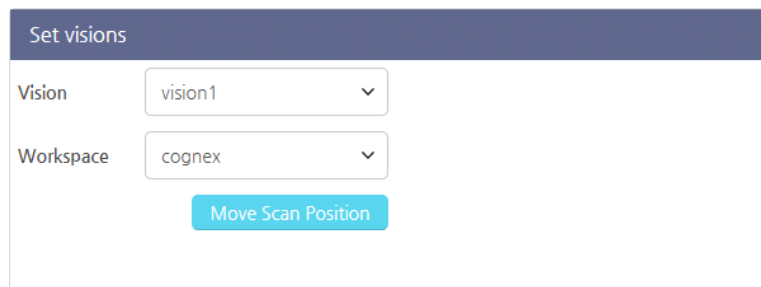 Set visions
Vision vision1
Workspace cognex
Move Scan Position